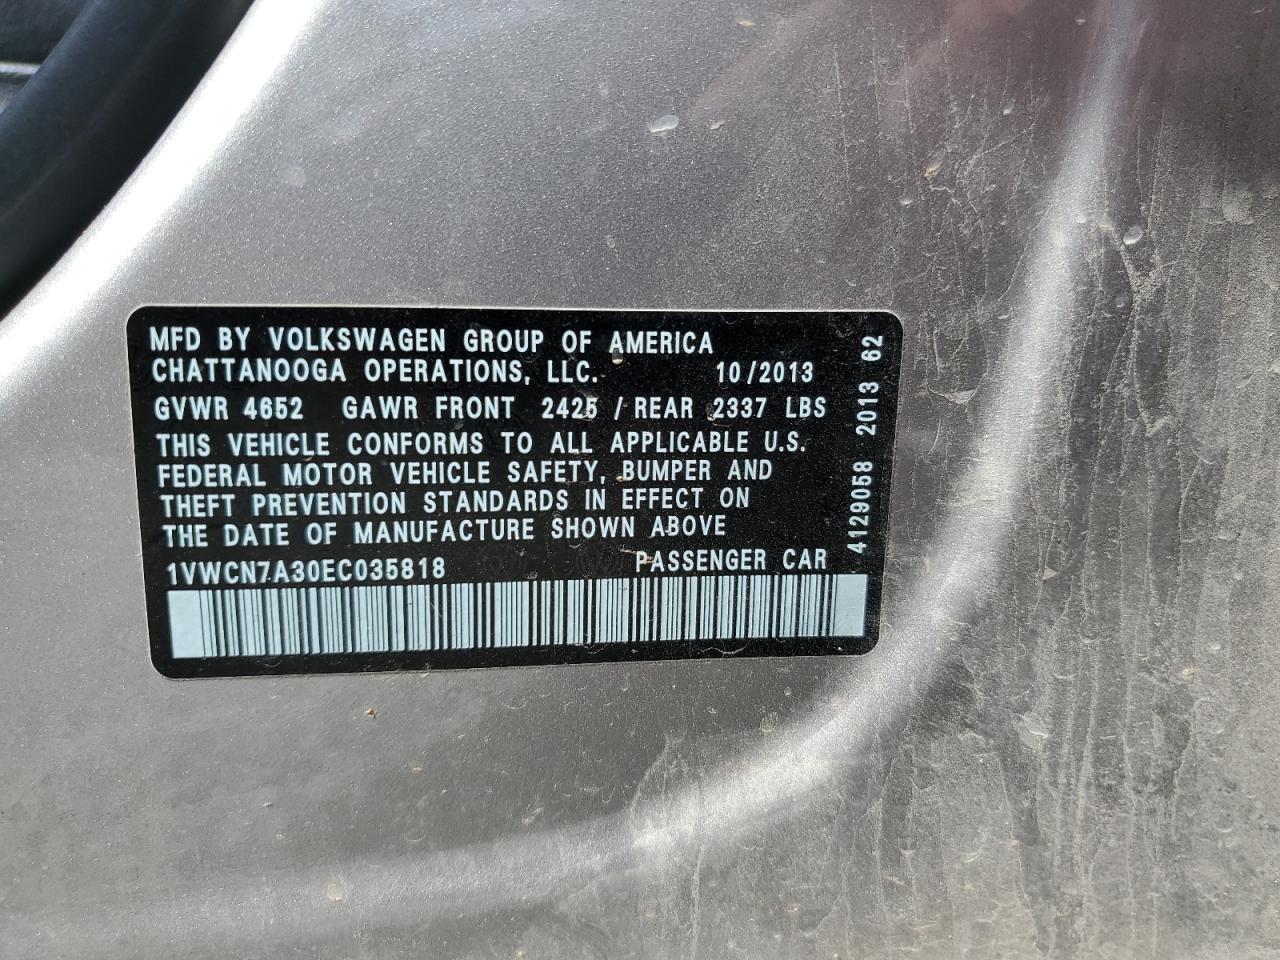 MFD BY VOLKSWAGEN GROUP OF AMERICA
CHATTANOOGA OPERATIONS, LLC. 10/2013
GVWR 4652 GAWR FRONT 2425 / REAR 2337 LBS
THIS VEHICLE CONFORMS TO ALL APPLICABLE U.S.
FEDERAL MOTOR VEHICLE SAFETY, BUMPER AND
THEFT PREVENTION STANDARDS IN EFFECT ON
THE DATE OF MANUFACTURE SHOWN ABOVE
1VWCN7A30EC035818 PASSENGER CAR
4129058 2013 62